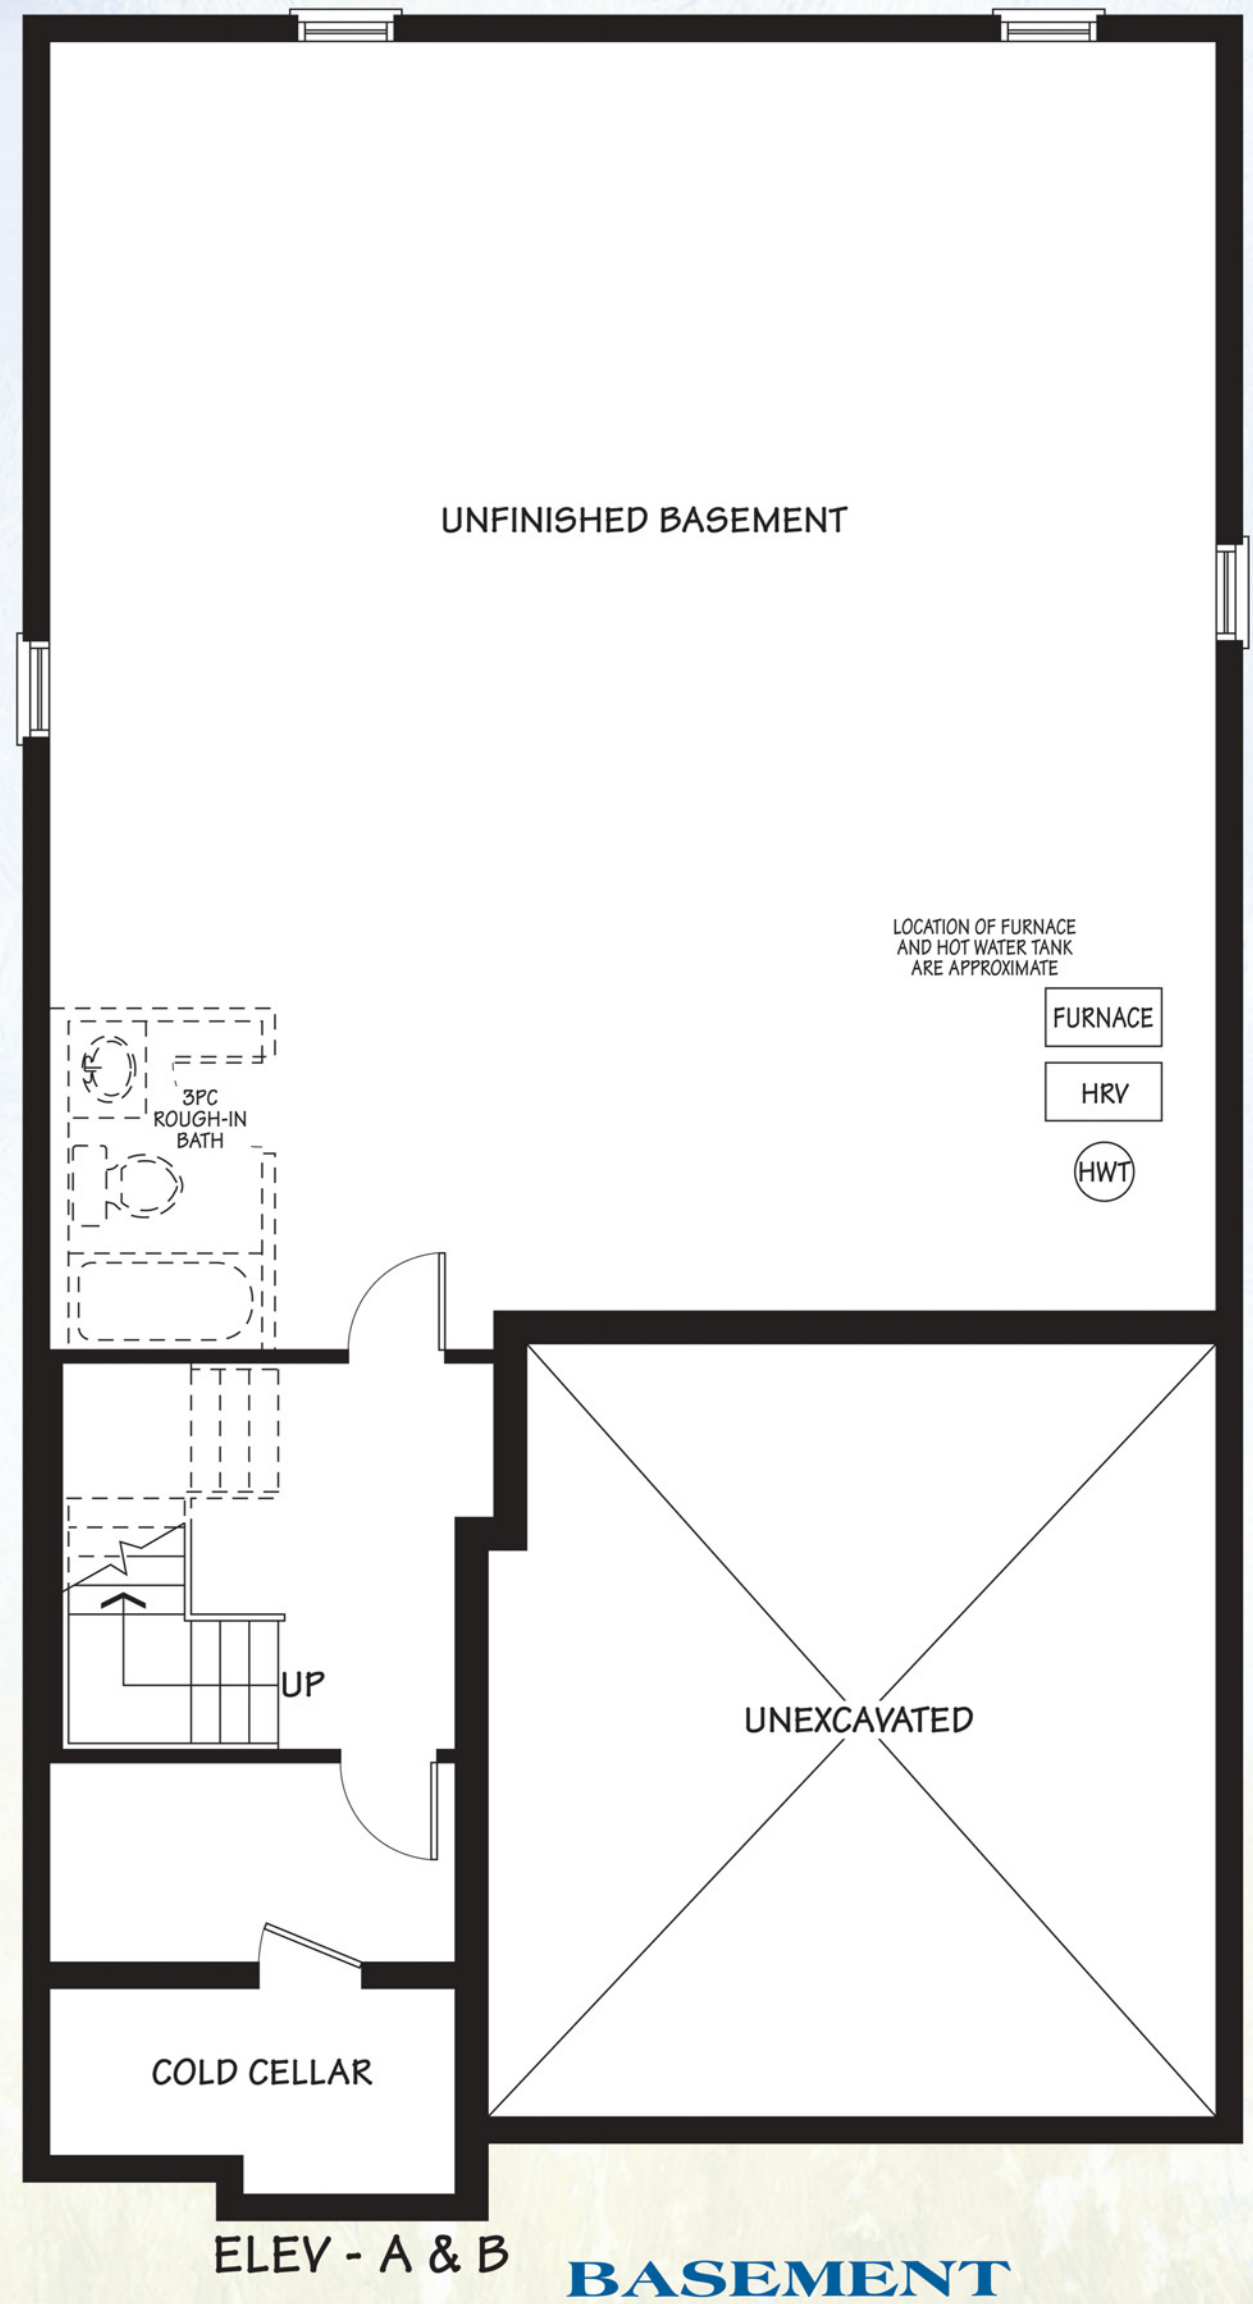 UNFINISHED BASEMENT
LOCATION OF FURNACE
AND HOT WATER TANK
ARE APPROXIMATE
FURNACE
HRV
HWT
3PC
ROUGH-IN
BATH
UP
UNEXCAVATED
COLD CELLAR
ELEV - A & B
BASEMENT